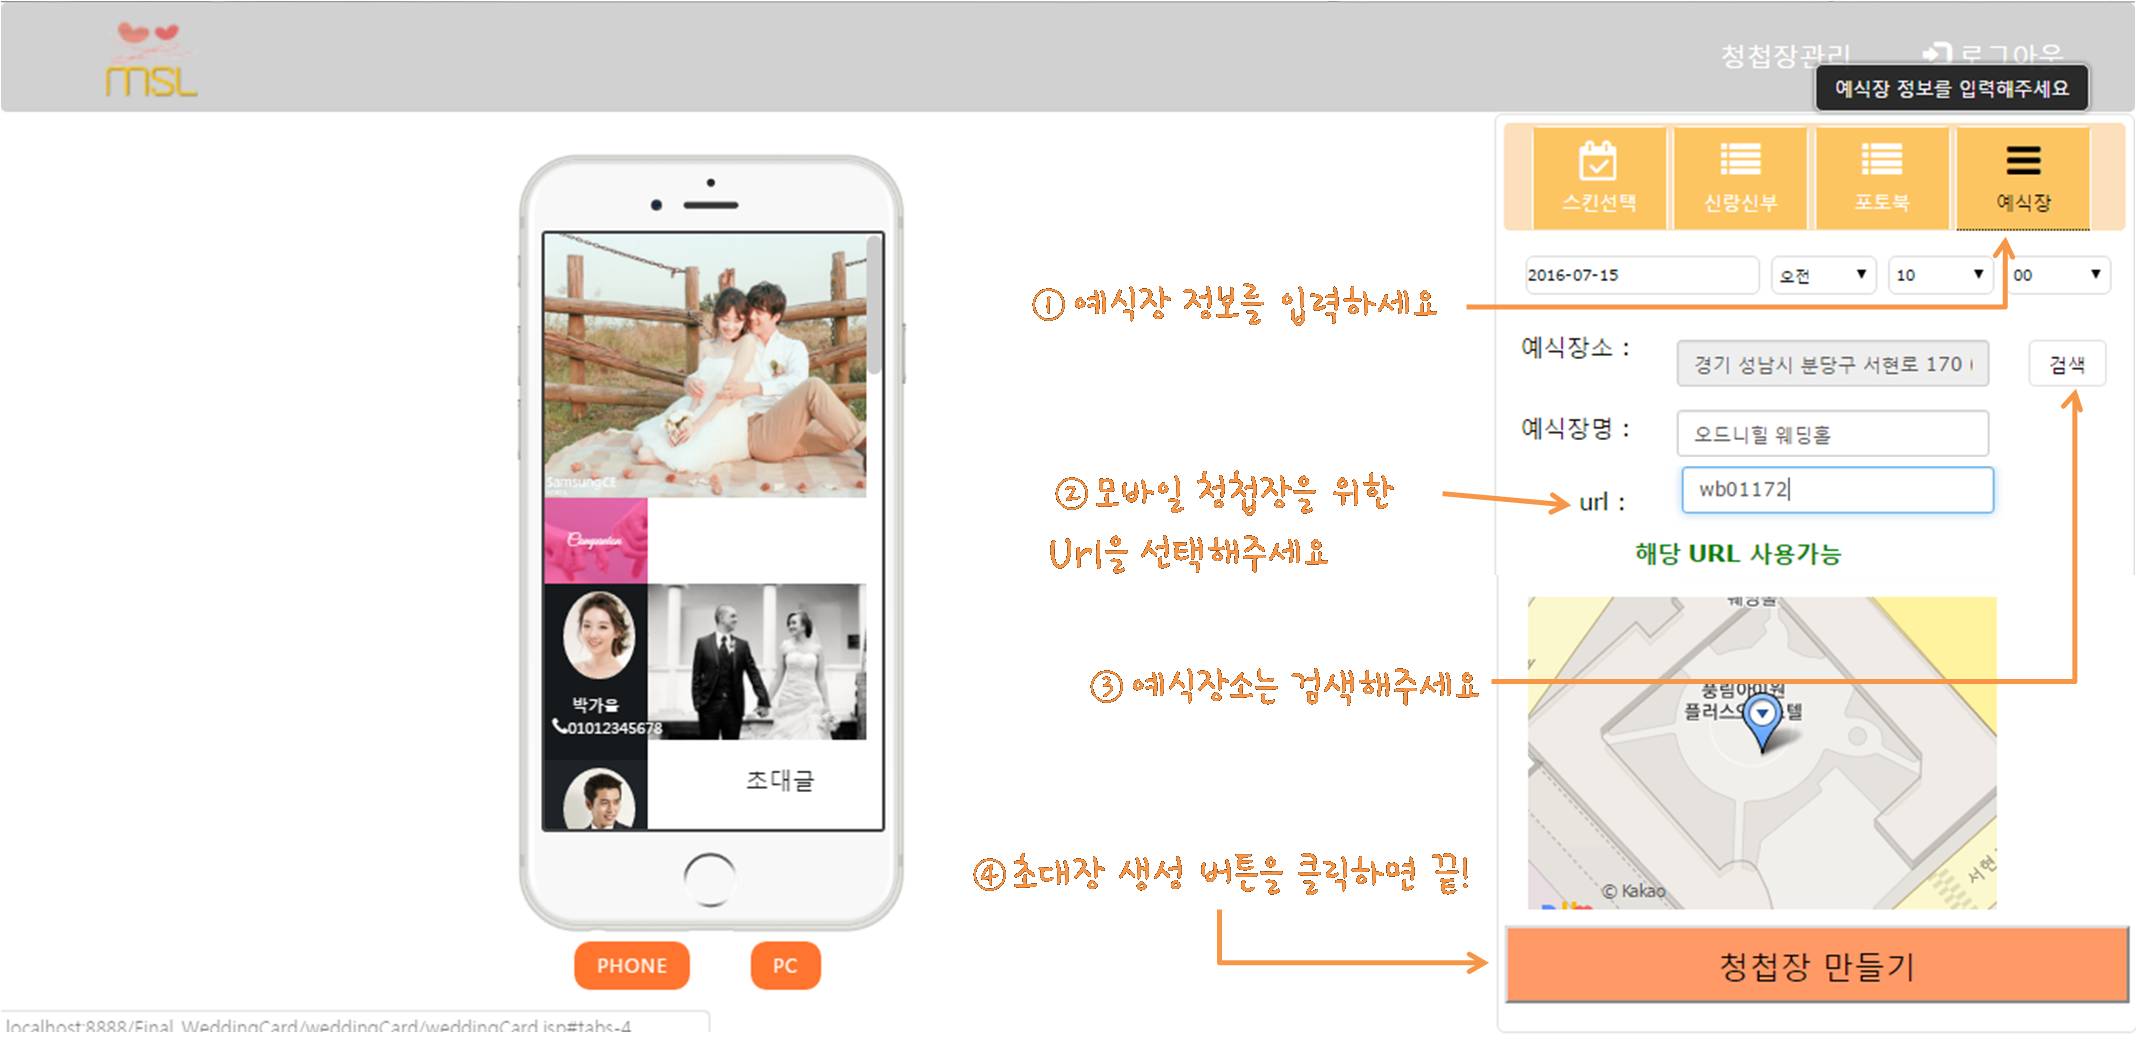 MSL
청첩장관리
로그아웃
예식장 정보를 입력해주세요
스킨선택
신랑신부
포토북
예식장
2016-07-15
오전
10
00
① 예식장 정보를 입력하세요
예식장소 :
경기 성남시 분당구 서현로 170 (
검색
예식장명 :
오드니힐 웨딩홀
② 모바일 청첩장을 위한
Url을 선택해주세요
url :
wb01172
해당 URL 사용가능
SamsungCE
Companion
박가을
01012345678
초대글
③ 예식장소는 검색해주세요
웨딩홀
풍림아이원
© Kakao
서현
④ 초대장 생성 버튼을 클릭하면 끝!
청첩장 만들기
PHONE
PC
localhost:8888/Final_WeddingCard/weddingCard/weddingCard.jsp#tabs-4